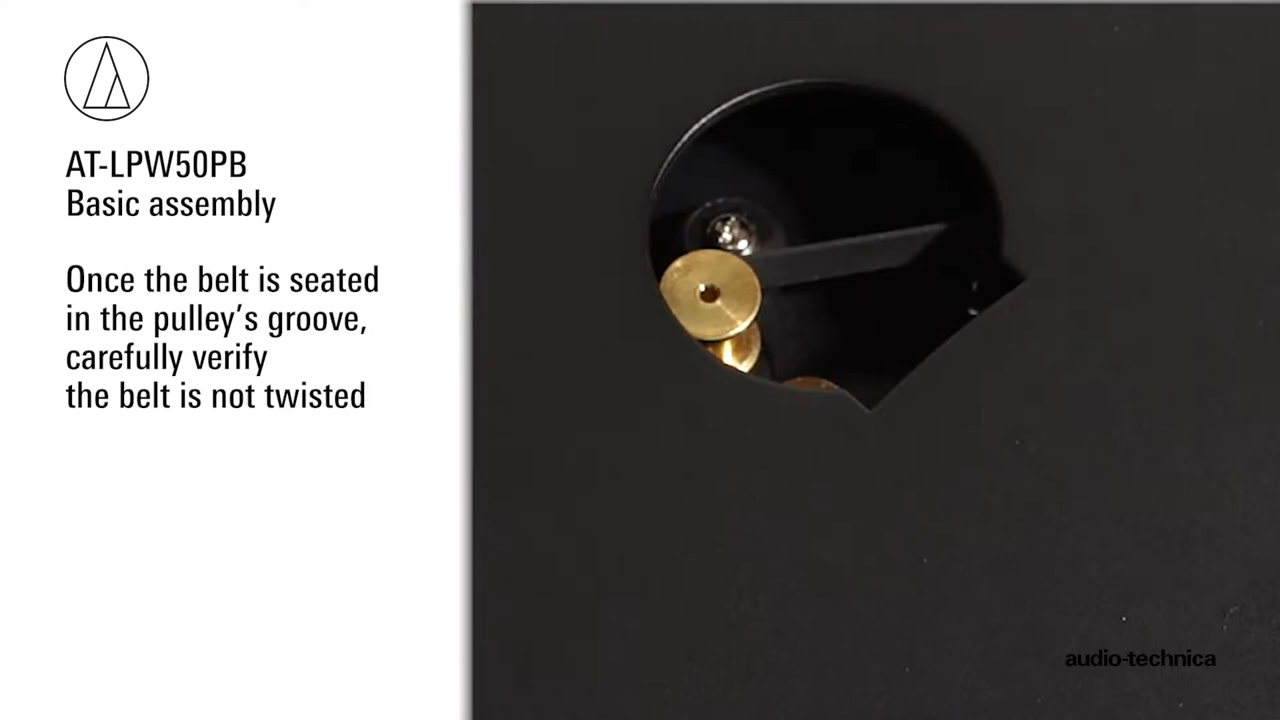 AT-LPW50PB
Basic assembly
Once the belt is seated
in the pulley’s groove,
carefully verify
the belt is not twisted
audio-technica